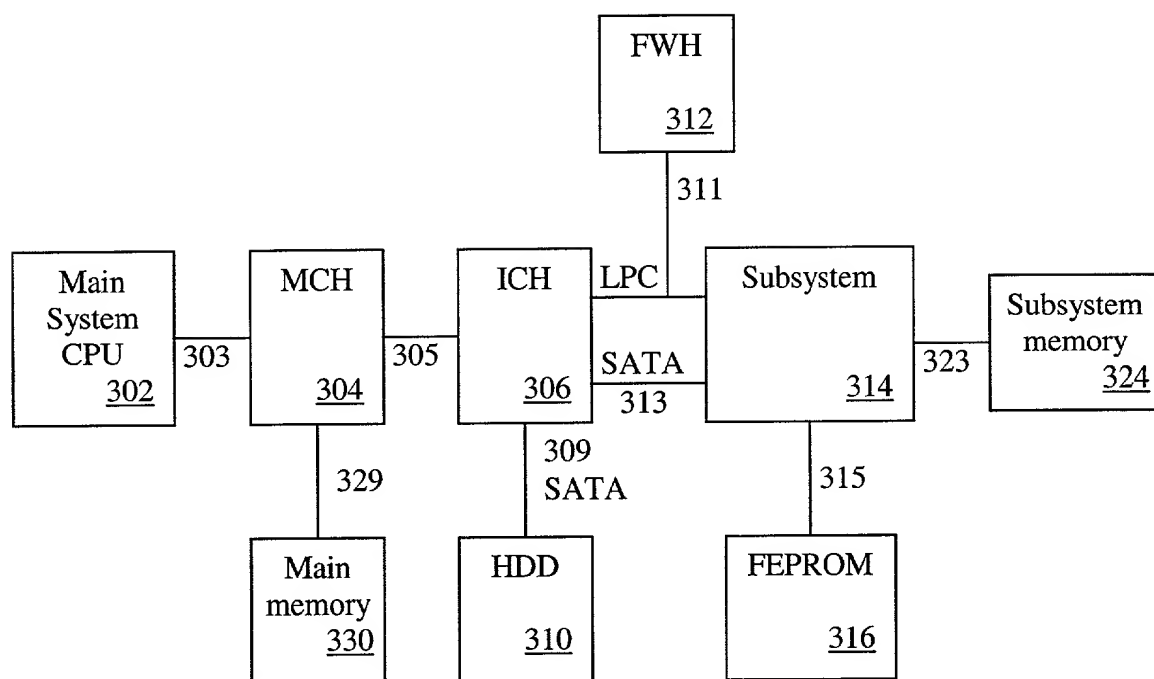 FWH
312
311
Main
System
CPU
302
303
MCH
304
305
ICH
306
LPC
SATA
313
Subsystem
314
323
Subsystem
memory
324
329
309
SATA
315
Main
memory
330
HDD
310
FEPROM
316